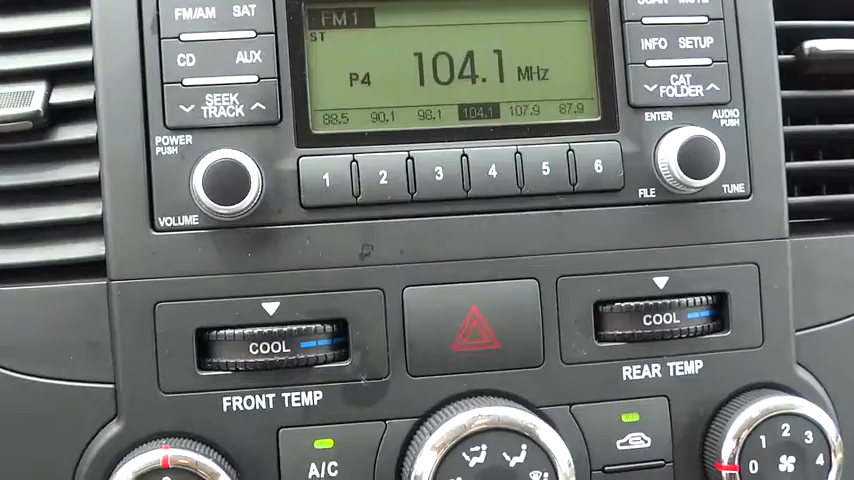 FM/AM SAT
FM1
SCAN MUTE
ST
CD AUX
104.1 MHz
P4
INFO SETUP
SEEK
TRACK
CAT
FOLDER
88.5 90.1 98.1 104.1 107.9 87.9
POWER
PUSH
ENTER
AUDIO
PUSH
1 2 3 4 5 6
VOLUME
FILE
TUNE
COOL
COOL
FRONT TEMP
REAR TEMP
A/C
0 1 2 3 4